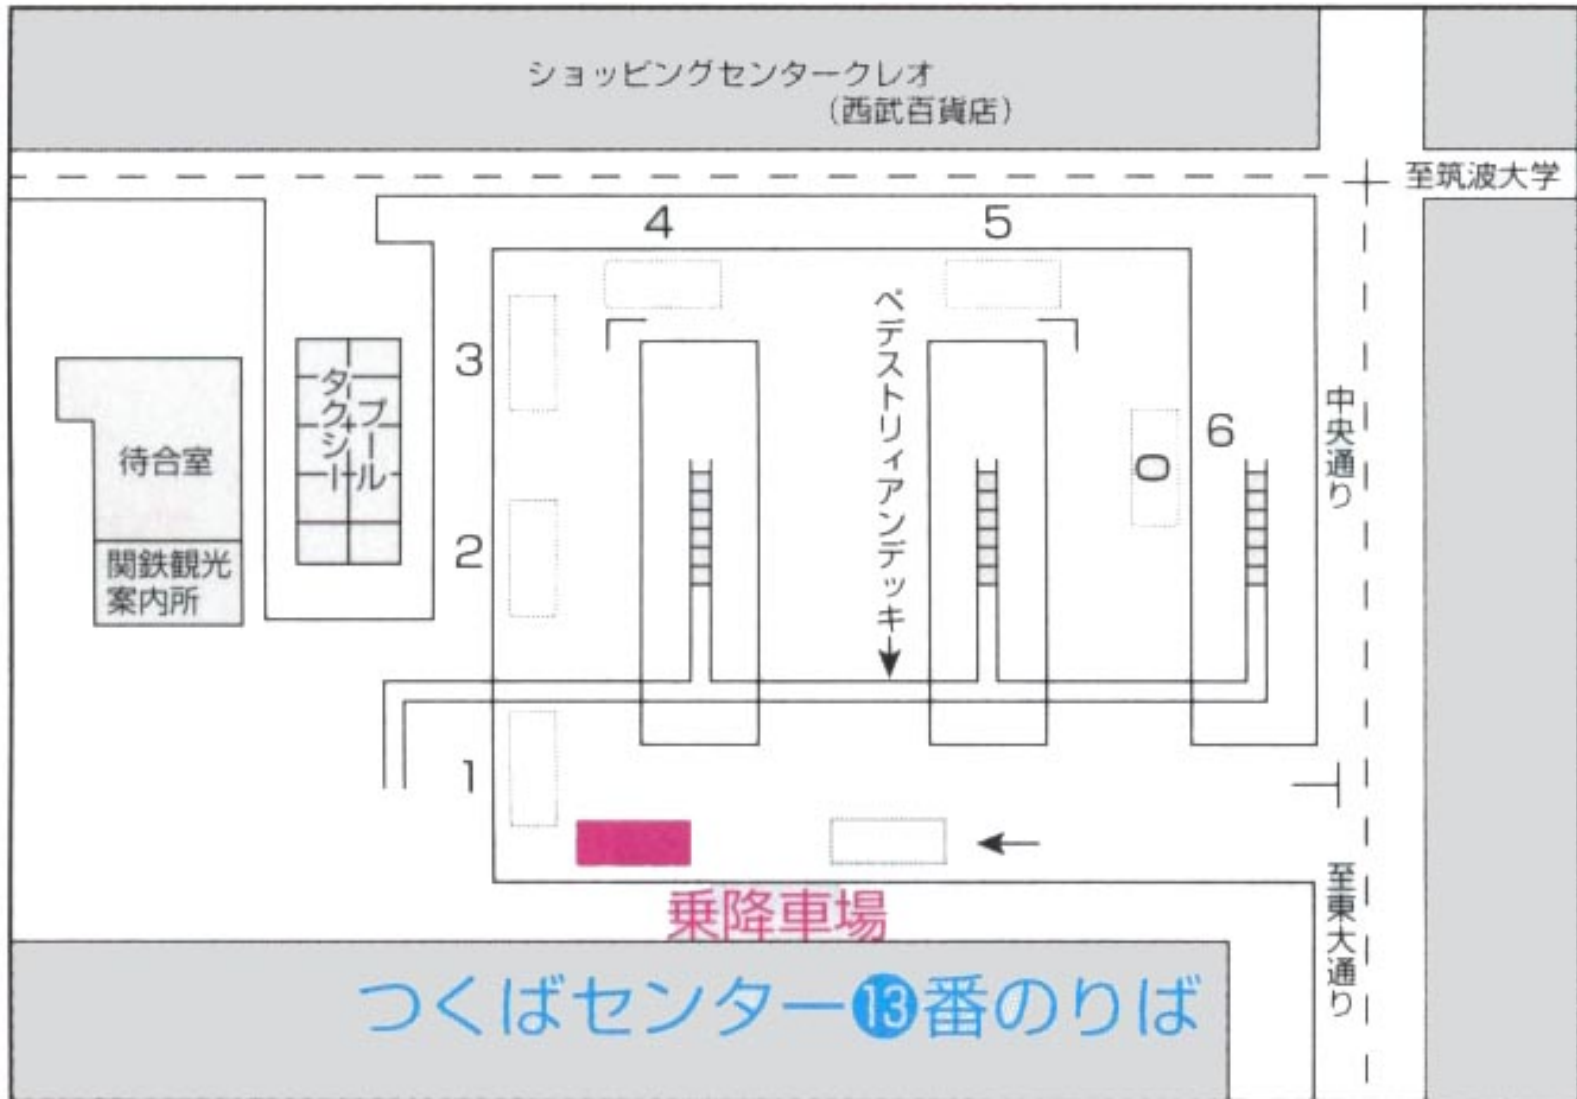 ショッピングセンタークレオ
(西武百貨店)
至筑波大学
4
5
3
ペデストリィアンデッキ
6
中央通り
タクシー
プール
待合室
2
関鉄観光
案内所
1
乗降車場
至東大通り
つくばセンター⓭番のりば